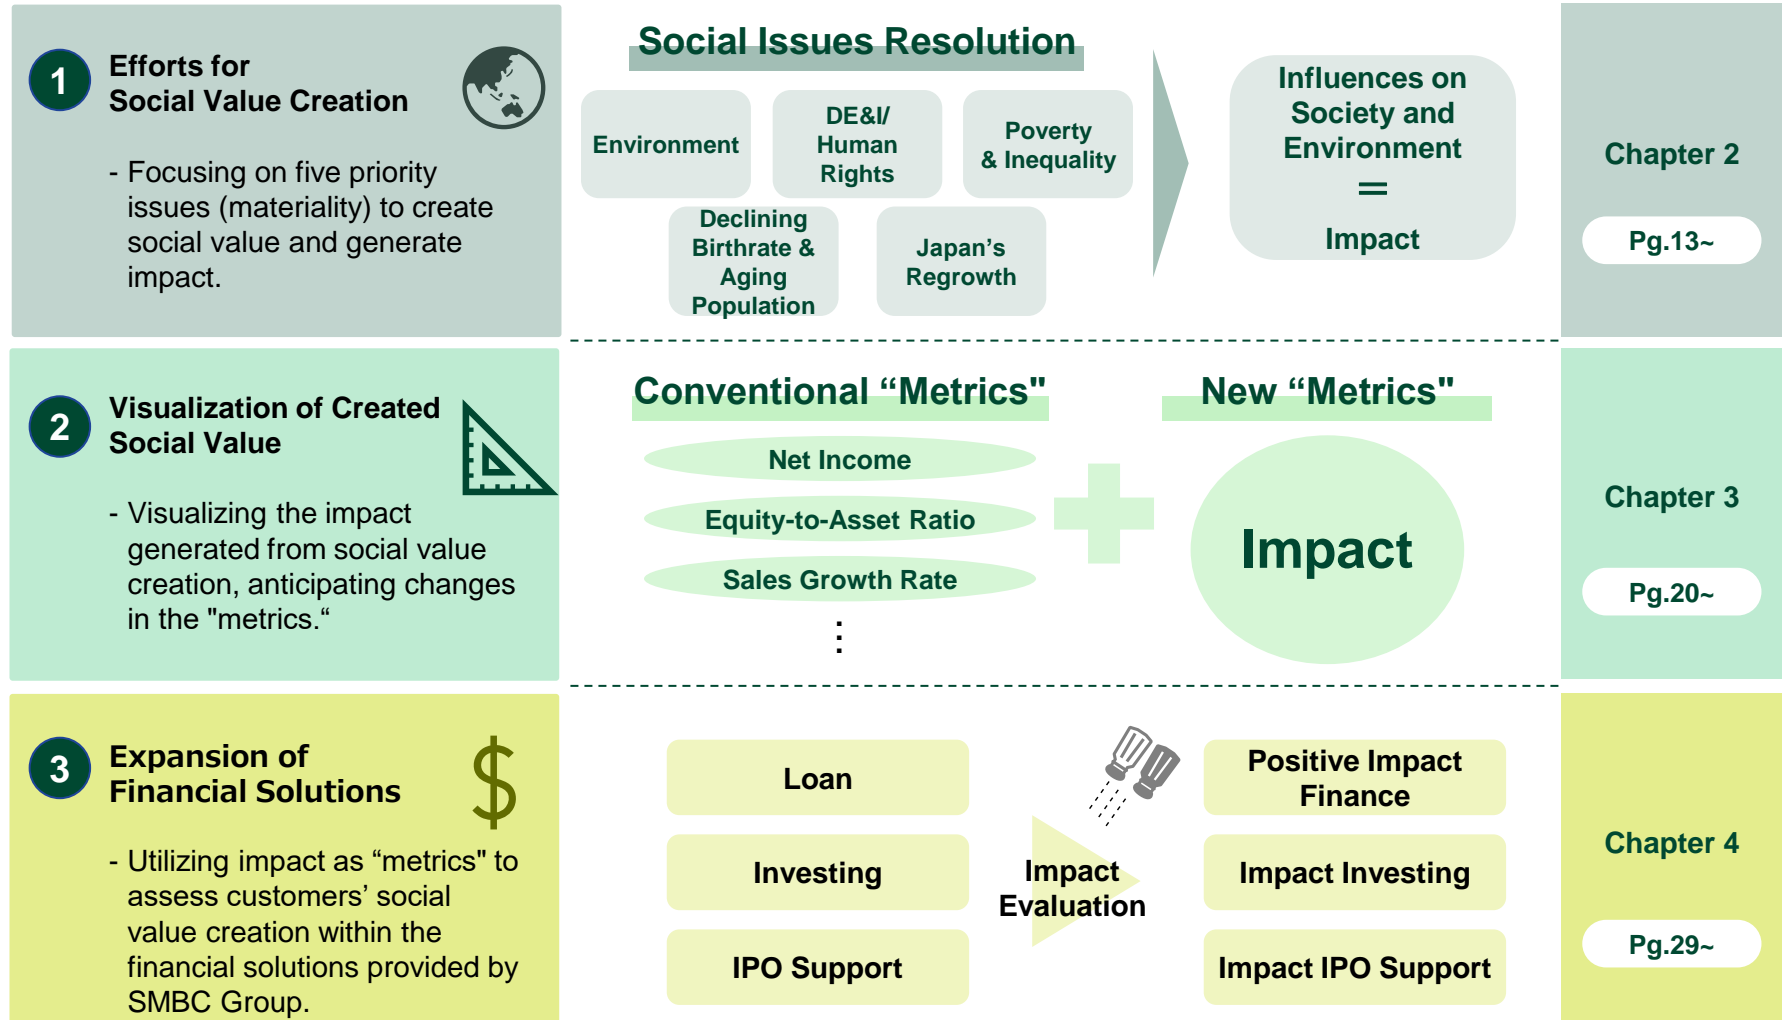 1
Efforts for
Social Value Creation
- Focusing on five priority
issues (materiality) to create
social value and generate
impact.
Social Issues Resolution
Environment
DE&I/
Human
Rights
Poverty
& Inequality
Declining
Birthrate &
Aging
Population
Japan’s
Regrowth
Influences on
Society and
Environment
=
Impact
Chapter 2
Pg.13~
2
Visualization of Created
Social Value
- Visualizing the impact
generated from social value
creation, anticipating changes
in the "metrics.“
Conventional “Metrics"
Net Income
Equity-to-Asset Ratio
Sales Growth Rate
⋮
New “Metrics"
Impact
Chapter 3
Pg.20~
3
Expansion of
Financial Solutions
$
- Utilizing impact as “metrics" to
assess customers’ social
value creation within the
financial solutions provided by
SMBC Group.
Loan
Investing
IPO Support
Impact
Evaluation
Positive Impact
Finance
Impact Investing
Impact IPO Support
Chapter 4
Pg.29~